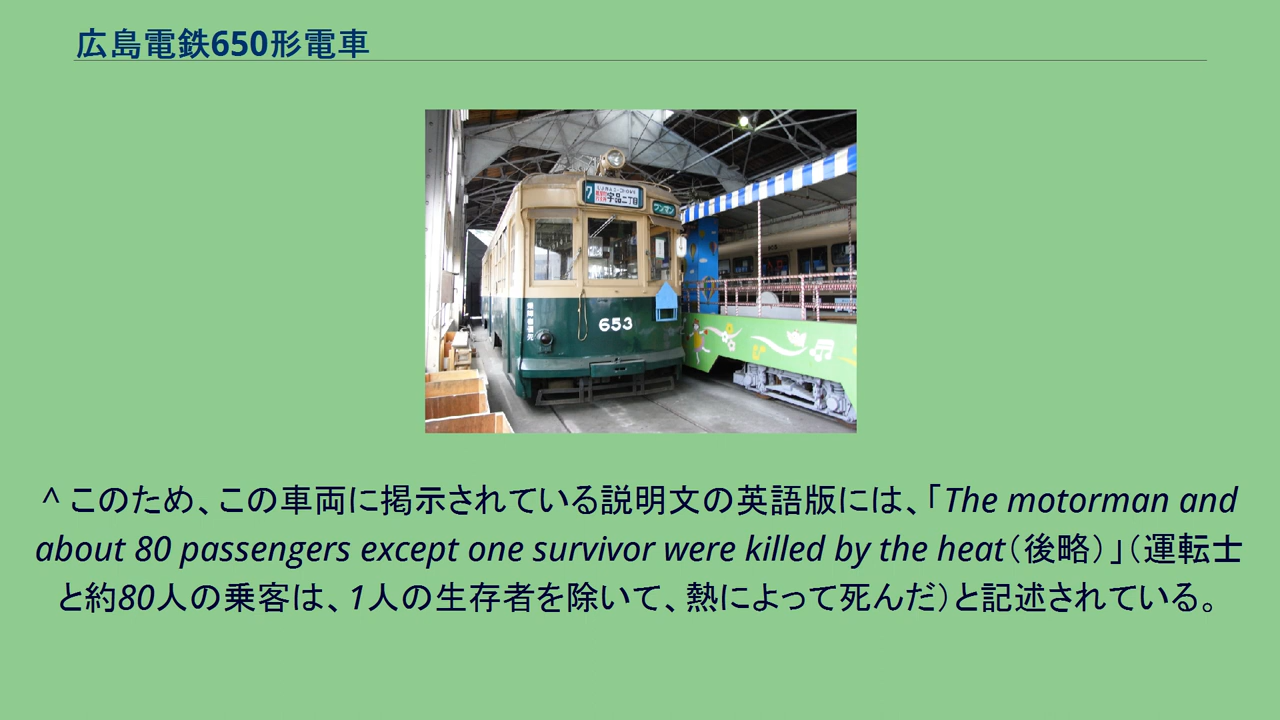 広島電鉄650形電車
7
宇品二丁目
ワンマン
653
^ このため、この車両に掲示されている説明文の英語版には、「The motorman and
about 80 passengers except one survivor were killed by the heat（後略）」（運転士
と約80人の乗客は、1人の生存者を除いて、熱によって死んだ）と記述されている。